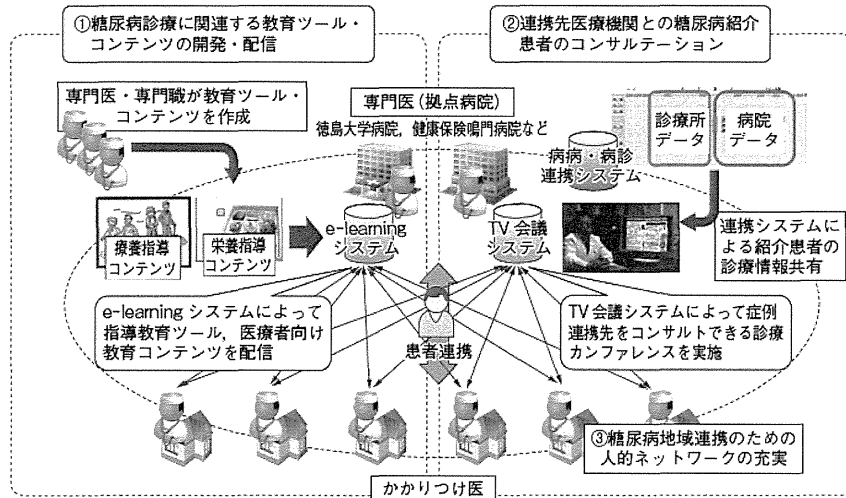 ①糖尿病診療に関連する教育ツール・
コンテンツの開発・配信
②連携先医療機関との糖尿病紹介
患者のコンサルテーション
専門医・専門職が教育ツール・
コンテンツを作成
専門医(拠点病院)
徳島大学病院,健康保険鳴門病院など
診療所
データ
病院
データ
病病・病診
連携システム
療養指導
コンテンツ
栄養指導
コンテンツ
e-learning
システム
TV 会議
システム
連携システムに
よる紹介患者の
診療情報共有
e-learning システムによって
指導教育ツール,医療者向け
教育コンテンツを配信
患者連携
TV 会議システムによって症例
連携先をコンサルトできる診療
カンファレンスを実施
③糖尿病地域連携のための
人的ネットワークの充実
かかりつけ医